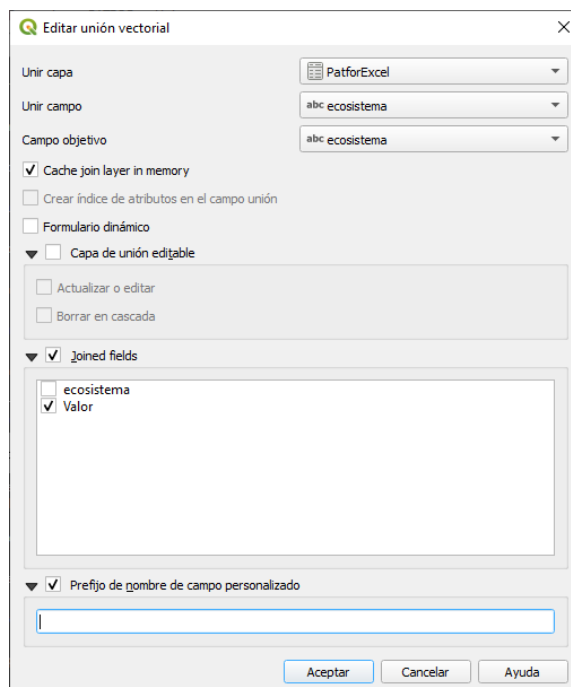 Editar unión vectorial
Unir capa PatforExcel
Unir campo abc ecosistema
Campo objetivo abc ecosistema
Cache join layer in memory
Crear índice de atributos en el campo unión
Formulario dinámico
Capa de unión editable
Actualizar o editar
Borrar en cascada
Joined fields
ecosistema
Valor
Prefijo de nombre de campo personalizado
Aceptar Cancelar Ayuda